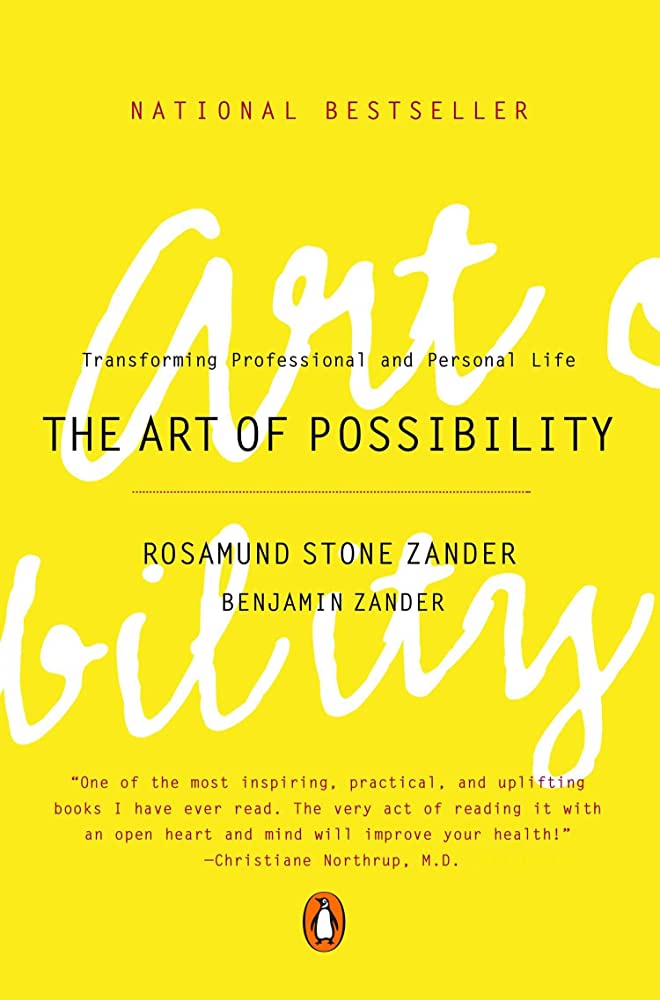 NATIONAL BESTSELLER
art o
Transforming Professional and Personal Life
THE ART OF POSSIBILITY
ROSAMUND STONE ZANDER
BENJAMIN ZANDER
bility
“One of the most inspiring, practical, and uplifting
books I have ever read. The very act of reading it with
an open heart and mind will improve your health!”
—Christiane Northrup, M.D.